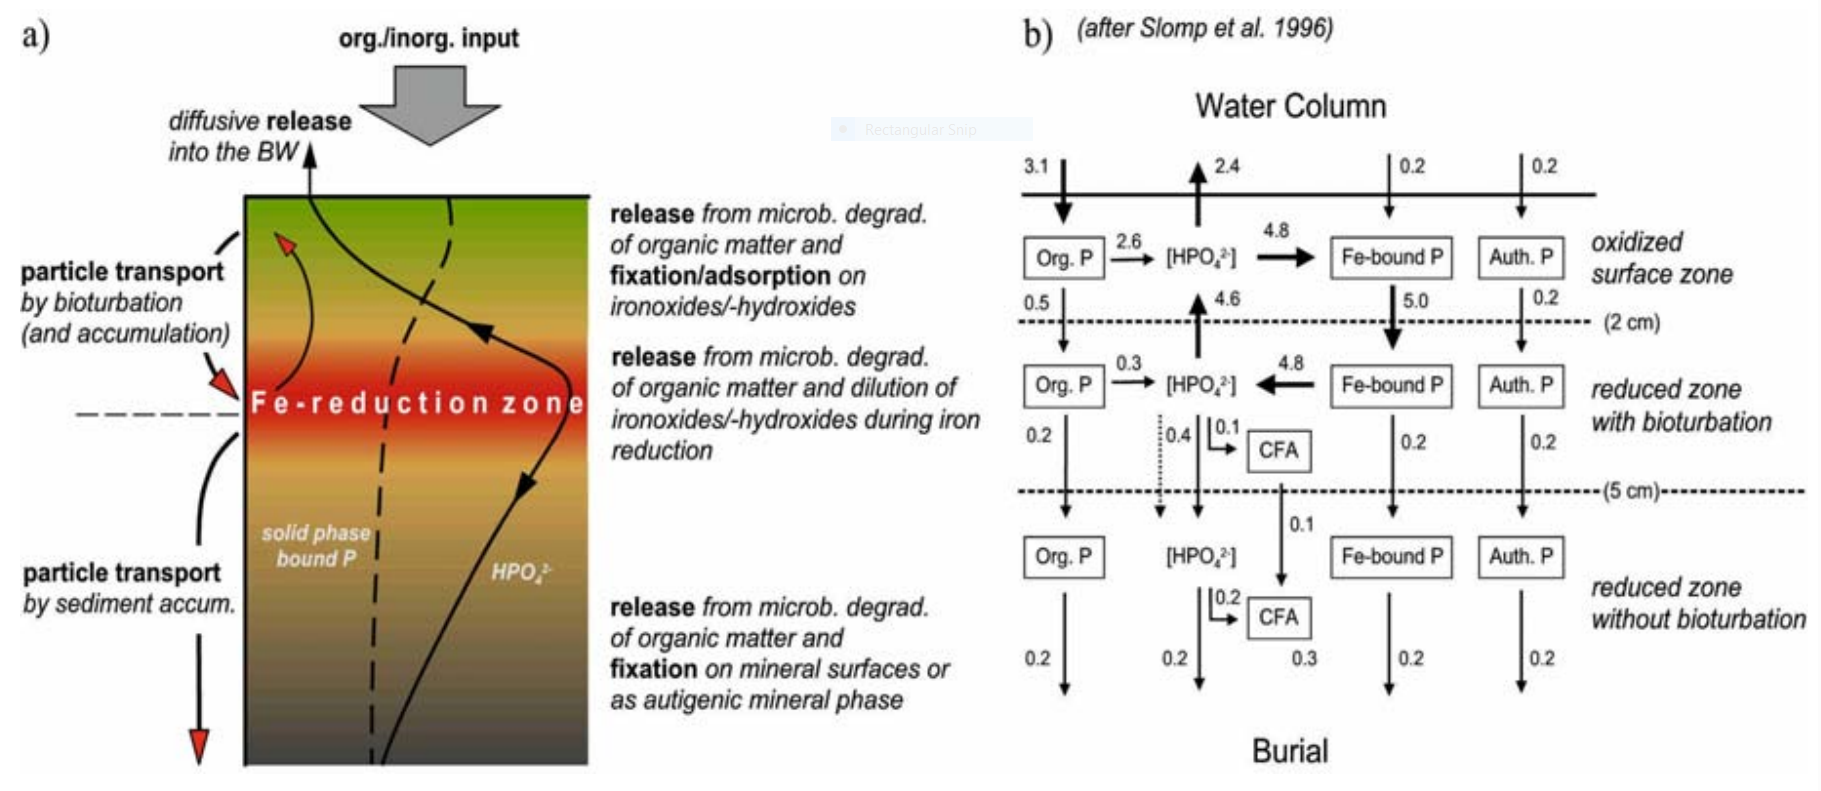 a)
org./inorg. input
diffusive release
into the BW
particle transport
by bioturbation
(and accumulation)
Fe-reduction zone
solid phase
bound P
HPO₄²⁻
particle transport
by sediment accum.
release from microb. degrad.
of organic matter and
fixation/adsorption on
ironoxides/-hydroxides
release from microb. degrad.
of organic matter and dilution of
ironoxides/-hydroxides during iron
reduction
release from microb. degrad.
of organic matter and
fixation on mineral surfaces or
as autigenic mineral phase
Rectangular Snip
b) (after Slomp et al. 1996)
Water Column
3.1 2.4 0.2 0.2
Org. P 2.6 [HPO₄²⁻] 4.8 Fe-bound P Auth. P
oxidized
surface zone
0.5 4.6 5.0 0.2
(2 cm)
Org. P 0.3 [HPO₄²⁻] 4.8 Fe-bound P Auth. P
reduced zone
with bioturbation
0.2 0.4 0.1 CFA 0.2 0.2
(5 cm)
0.1
Org. P [HPO₄²⁻] Fe-bound P Auth. P
0.2 CFA
reduced zone
without bioturbation
0.2 0.2 0.3 0.2 0.2
Burial